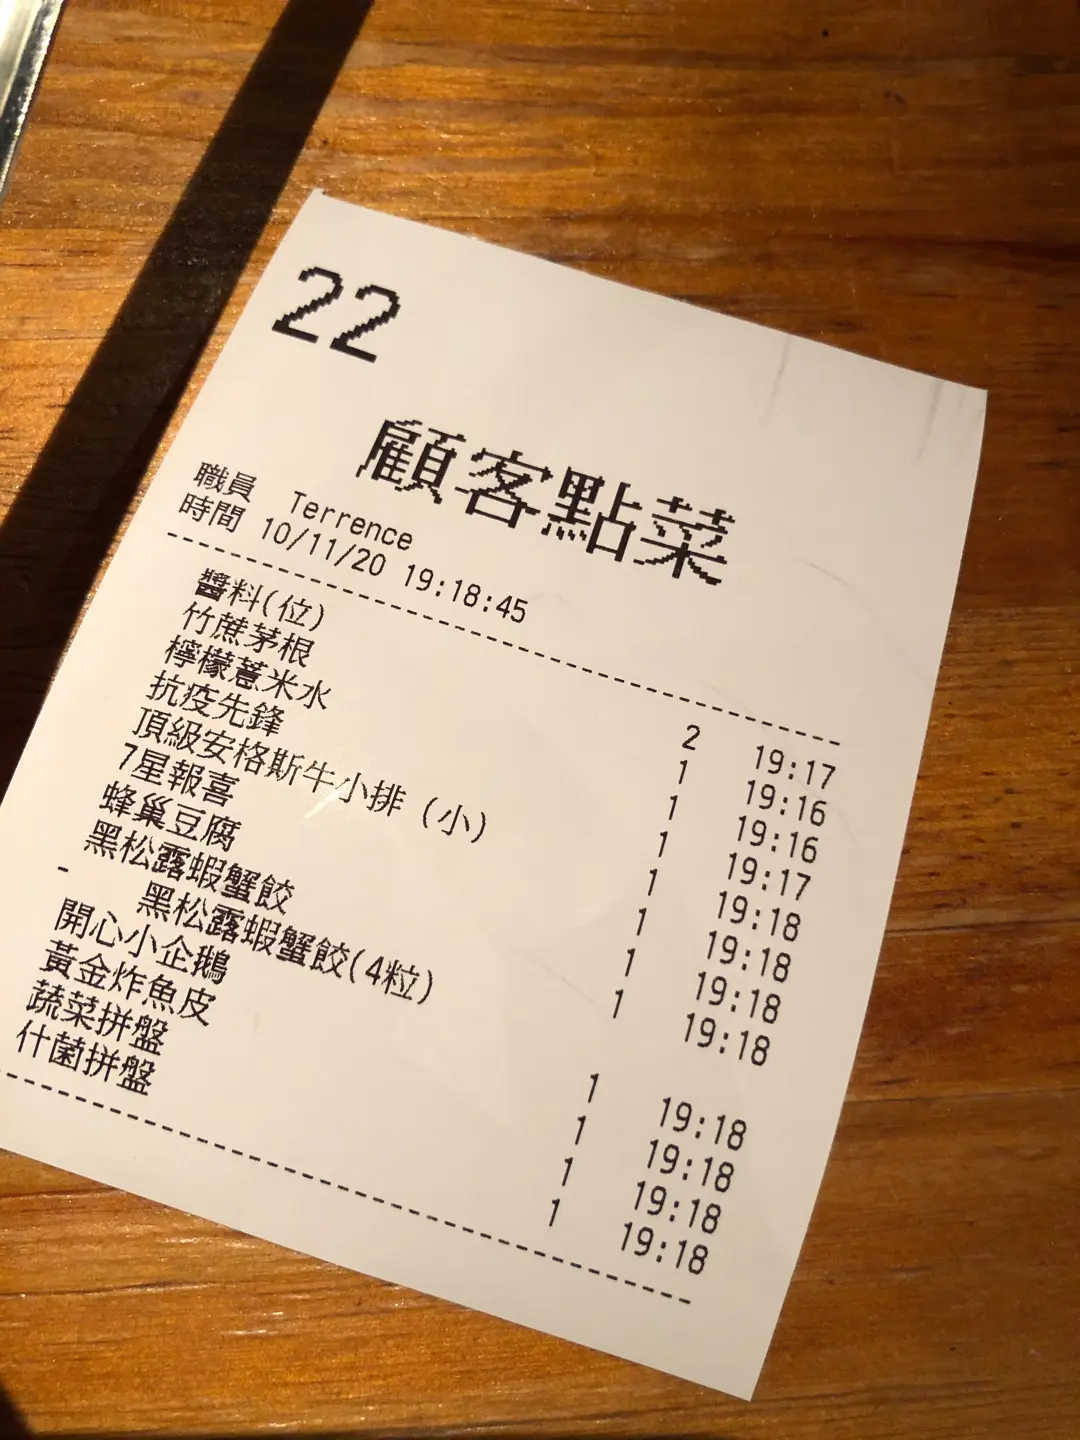 22
顧客點菜
職員 Terrence
時間 10/11/20 19:18:45
醬料(位) 2 19:17
竹蔗茅根 1 19:16
檸檬薏米水 1 19:16
抗疫先鋒 1 19:17
頂級安格斯牛小排 (小) 1 19:18
7星報喜 1 19:18
蜂巢豆腐 1 19:18
黑松露蝦蟹餃 1 19:18
- 黑松露蝦蟹餃(4粒)
開心小企鵝 1 19:18
黃金炸魚皮 1 19:18
蔬菜拼盤 1 19:18
什菌拼盤 1 19:18